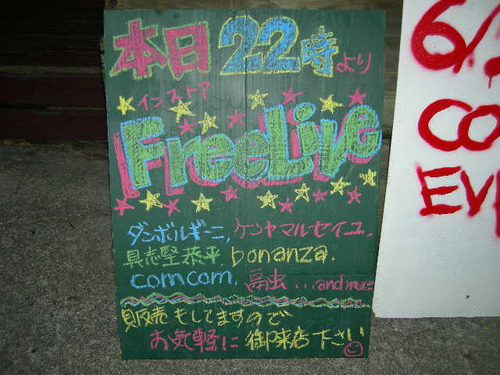 本日22時より
インストア
FreeLive
ダンボルギーニ, ケンヤマルセイユ,
具志堅恭平, bonanza.
comcom, 高虫 ...and more
販売もしてますので
お気軽に御来店下さい
6/
CO
EV